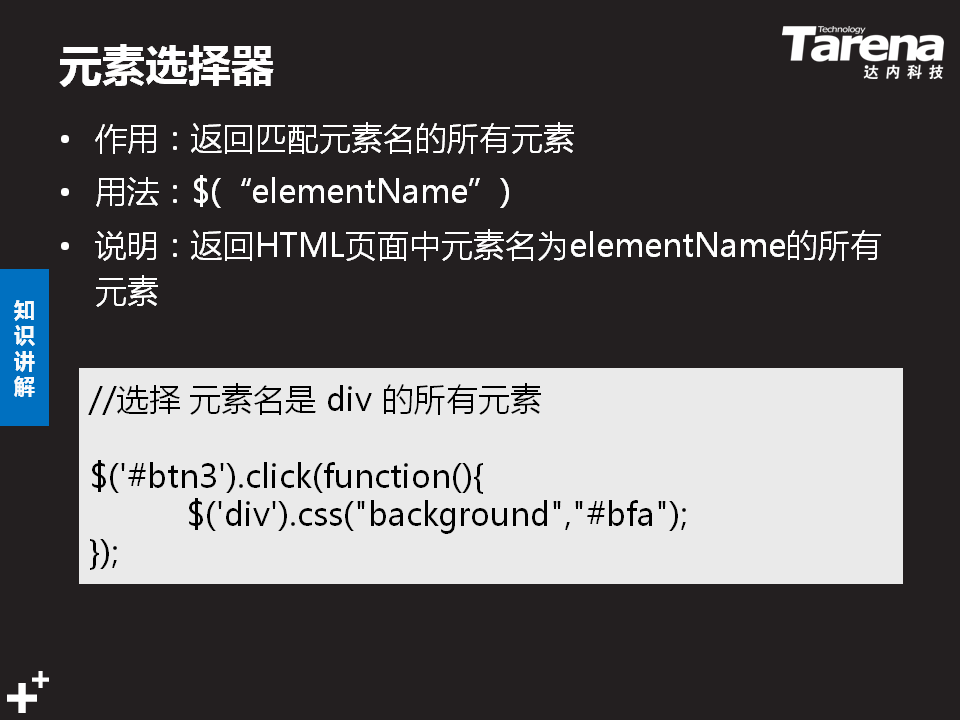 元素选择器
Technology
Tarena
达内科技
• 作用：返回匹配元素名的所有元素
• 用法：$(“elementName”)
• 说明：返回HTML页面中元素名为elementName的所有
元素
知识讲解
//选择 元素名是 div 的所有元素
$('#btn3').click(function(){
$('div').css("background","#bfa");
});